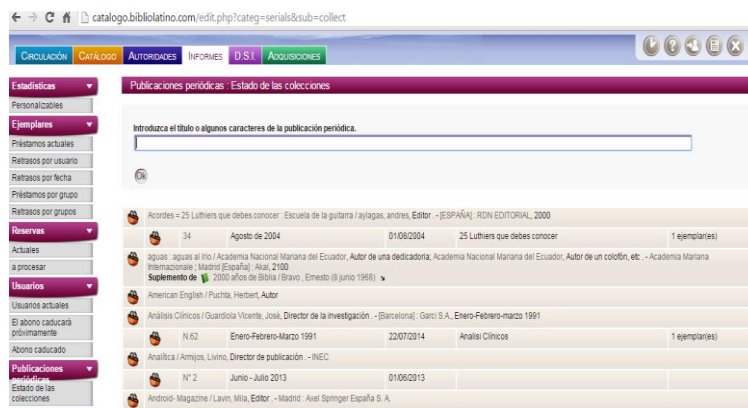 catalogo.bibliolatino.com/edit.php?categ=serials&sub=collect
CIRCULACIÓN CATÁLOGO AUTORIDADES INFORMES D.S.I. ADQUISICIONES
Estadísticas
Personalizables
Ejemplares
Préstamos actuales
Retrasos por usuario
Retrasos por fecha
Préstamos por grupo
Retrasos por grupos
Reservas
Actuales
a procesar
Usuarios
Usuarios actuales
El abono caducará
próximamente
Abono caducado
Publicaciones
periódicas
Estado de las
colecciones
Publicaciones periódicas : Estado de las colecciones
Introduzca el título o algunos caracteres de la publicación periódica.
Ok
Acordes = 25 Luthiers que debes conocer : Escuela de la guitarra / aylagas, andres, Editor . - [ESPAÑA] : RDN EDITORIAL, 2000
34 Agosto de 2004 01/08/2004 25 Luthiers que debes conocer 1 ejemplar(es)
aguas : aguas al lrio / Academia Nacional Mariana del Ecuador, Autor de una dedicadoria; Academia Nacional Mariana del Ecuador, Autor de un colofón, etc . - Academia Mariana
Internazionale ; Madrid [España] : Akal, 2100
Suplemento de 2000 años de Biblia / Bravo , Ernesto (8 junio 1968)
American English / Puchta, Herbert, Autor
Análisis Clínicos / Guardiola Vicente, José, Director de la investigación . - [Barcelona] : Garci S.A., Enero-Febrero-marzo 1991
N.62 Enero-Febrero-Marzo 1991 22/07/2014 Analisi Clínicos 1 ejemplar(es)
Analítica / Armijos, Livino, Director de publicación . - INEC
N° 2 Junio - Julio 2013 01/06/2013
Android- Magazine / Lavin, Mila, Editor . - Madrid : Axel Springer España S. A.